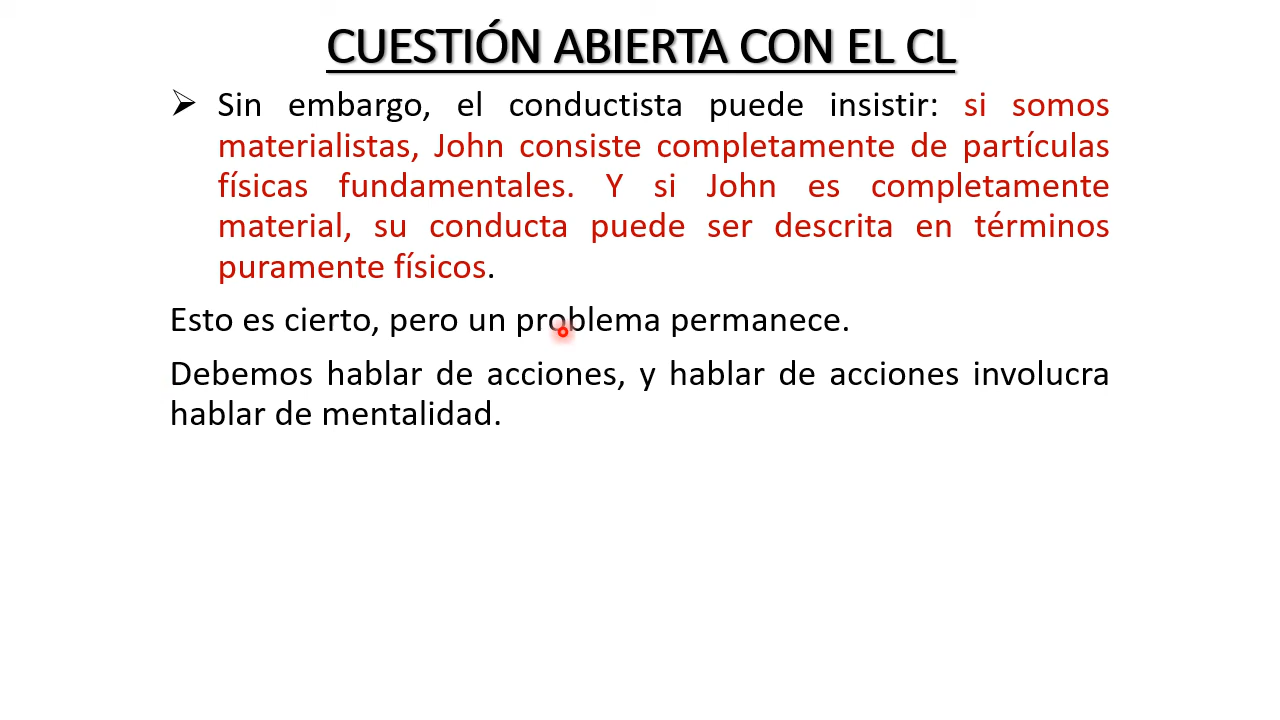 CUESTIÓN ABIERTA CON EL CL
➢ Sin embargo, el conductista puede insistir: si somos
materialistas, John consiste completamente de partículas
físicas fundamentales. Y si John es completamente
material, su conducta puede ser descrita en términos
puramente físicos.
Esto es cierto, pero un problema permanece.
Debemos hablar de acciones, y hablar de acciones involucra
hablar de mentalidad.